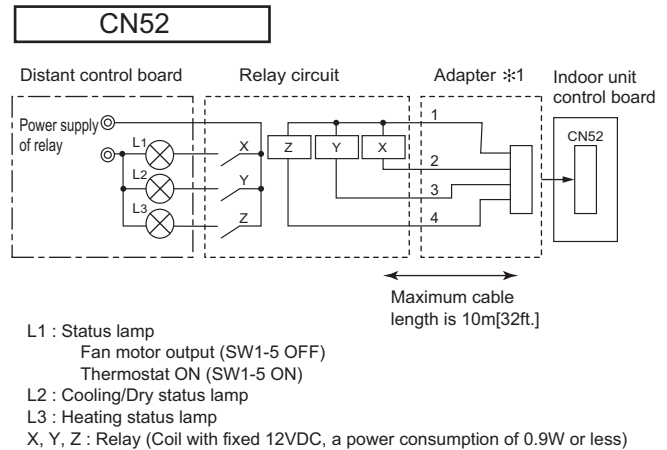 CN52
Distant control board
Relay circuit
Adapter ※1
Indoor unit
control board
Power supply
of relay
L1
L2
L3
X
Y
Z
Z
Y
X
1
2
3
4
CN52
Maximum cable
length is 10m[32ft.]
L1 : Status lamp
Fan motor output (SW1-5 OFF)
Thermostat ON (SW1-5 ON)
L2 : Cooling/Dry status lamp
L3 : Heating status lamp
X, Y, Z : Relay (Coil with fixed 12VDC, a power consumption of 0.9W or less)